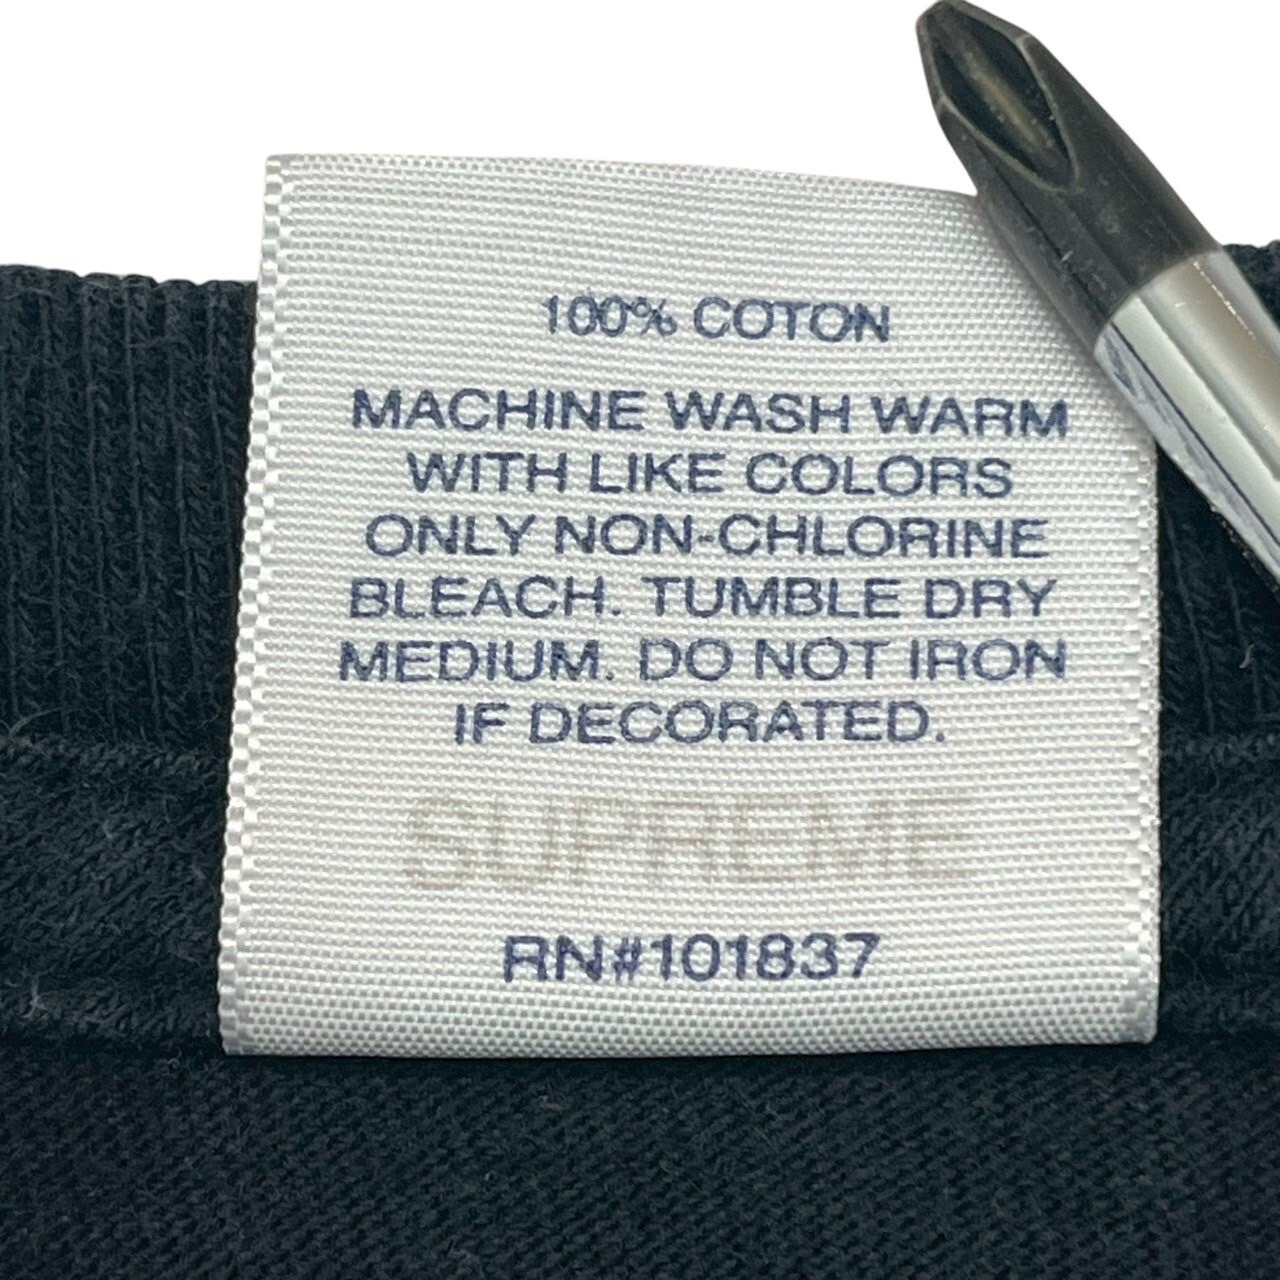 100% COTON
MACHINE WASH WARM
WITH LIKE COLORS
ONLY NON-CHLORINE
BLEACH. TUMBLE DRY
MEDIUM. DO NOT IRON
IF DECORATED.
SUPREME
RN#101837